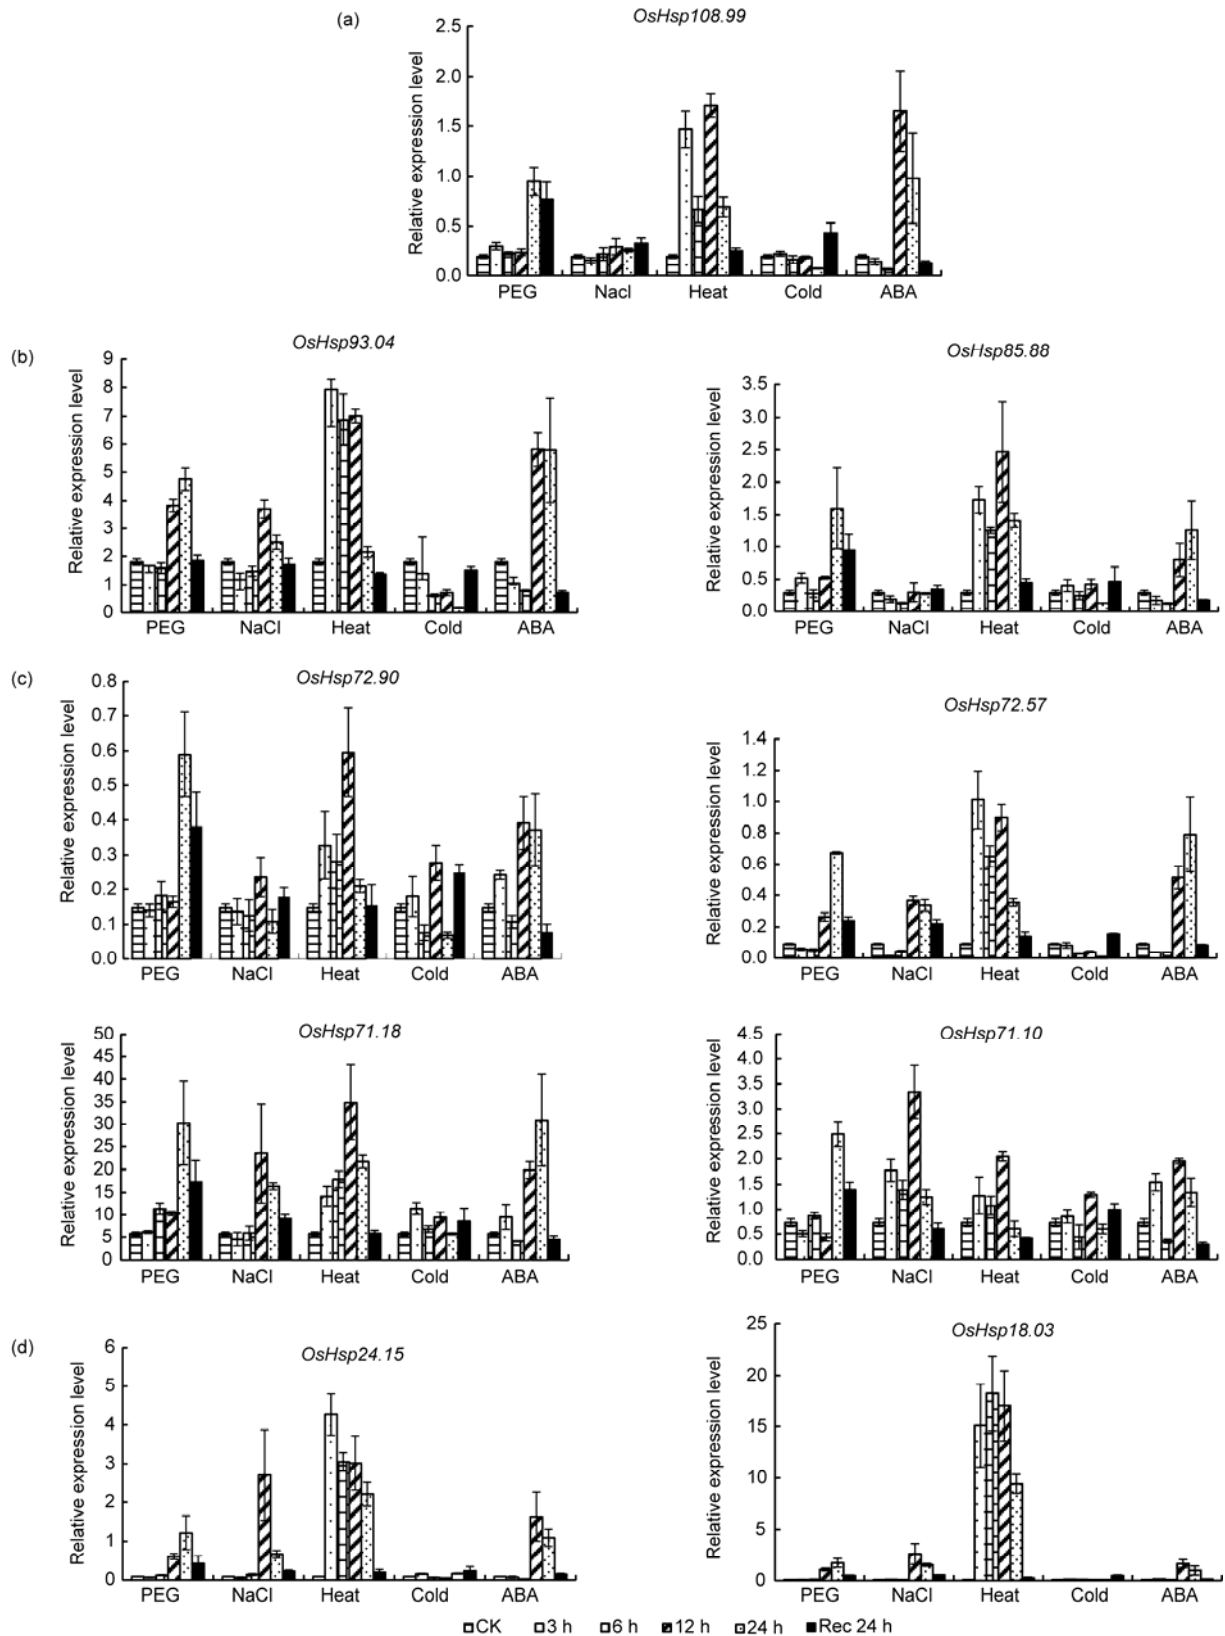 (a)
OsHsp108.99
Relative expression level
2.5
2.0
1.5
1.0
0.5
0.0
PEG Nacl Heat Cold ABA
(b)
OsHsp93.04
Relative expression level
9
8
7
6
5
4
3
2
1
0
PEG NaCl Heat Cold ABA
OsHsp85.88
Relative expression level
3.5
3.0
2.5
2.0
1.5
1.0
0.5
0.0
PEG NaCl Heat Cold ABA
(c)
OsHsp72.90
Relative expression level
0.8
0.7
0.6
0.5
0.4
0.3
0.2
0.1
0.0
PEG NaCl Heat Cold ABA
OsHsp72.57
Relative expression level
1.4
1.2
1.0
0.8
0.6
0.4
0.2
0.0
PEG NaCl Heat Cold ABA
OsHsp71.18
Relative expression level
50
45
40
35
30
25
20
15
10
5
0
PEG NaCl Heat Cold ABA
OsHsp71.10
Relative expression level
4.5
4.0
3.5
3.0
2.5
2.0
1.5
1.0
0.5
0.0
PEG NaCl Heat Cold ABA
(d)
OsHsp24.15
Relative expression level
6
5
4
3
2
1
0
PEG NaCl Heat Cold ABA
OsHsp18.03
Relative expression level
25
20
15
10
5
0
PEG NaCl Heat Cold ABA
CK 3 h 6 h 12 h 24 h Rec 24 h